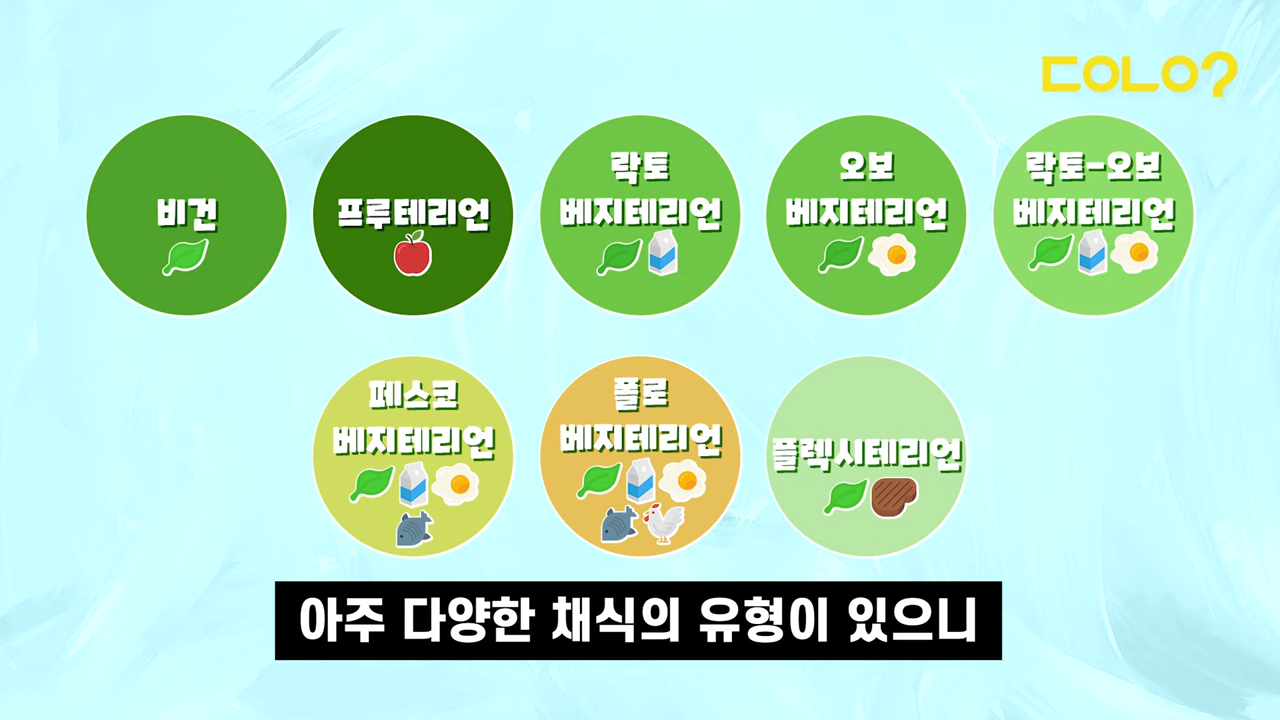 비건
프루테리언
락토
베지테리언
오보
베지테리언
락토-오보
베지테리언
페스코
베지테리언
폴로
베지테리언
플렉시테리언
아주 다양한 채식의 유형이 있으니